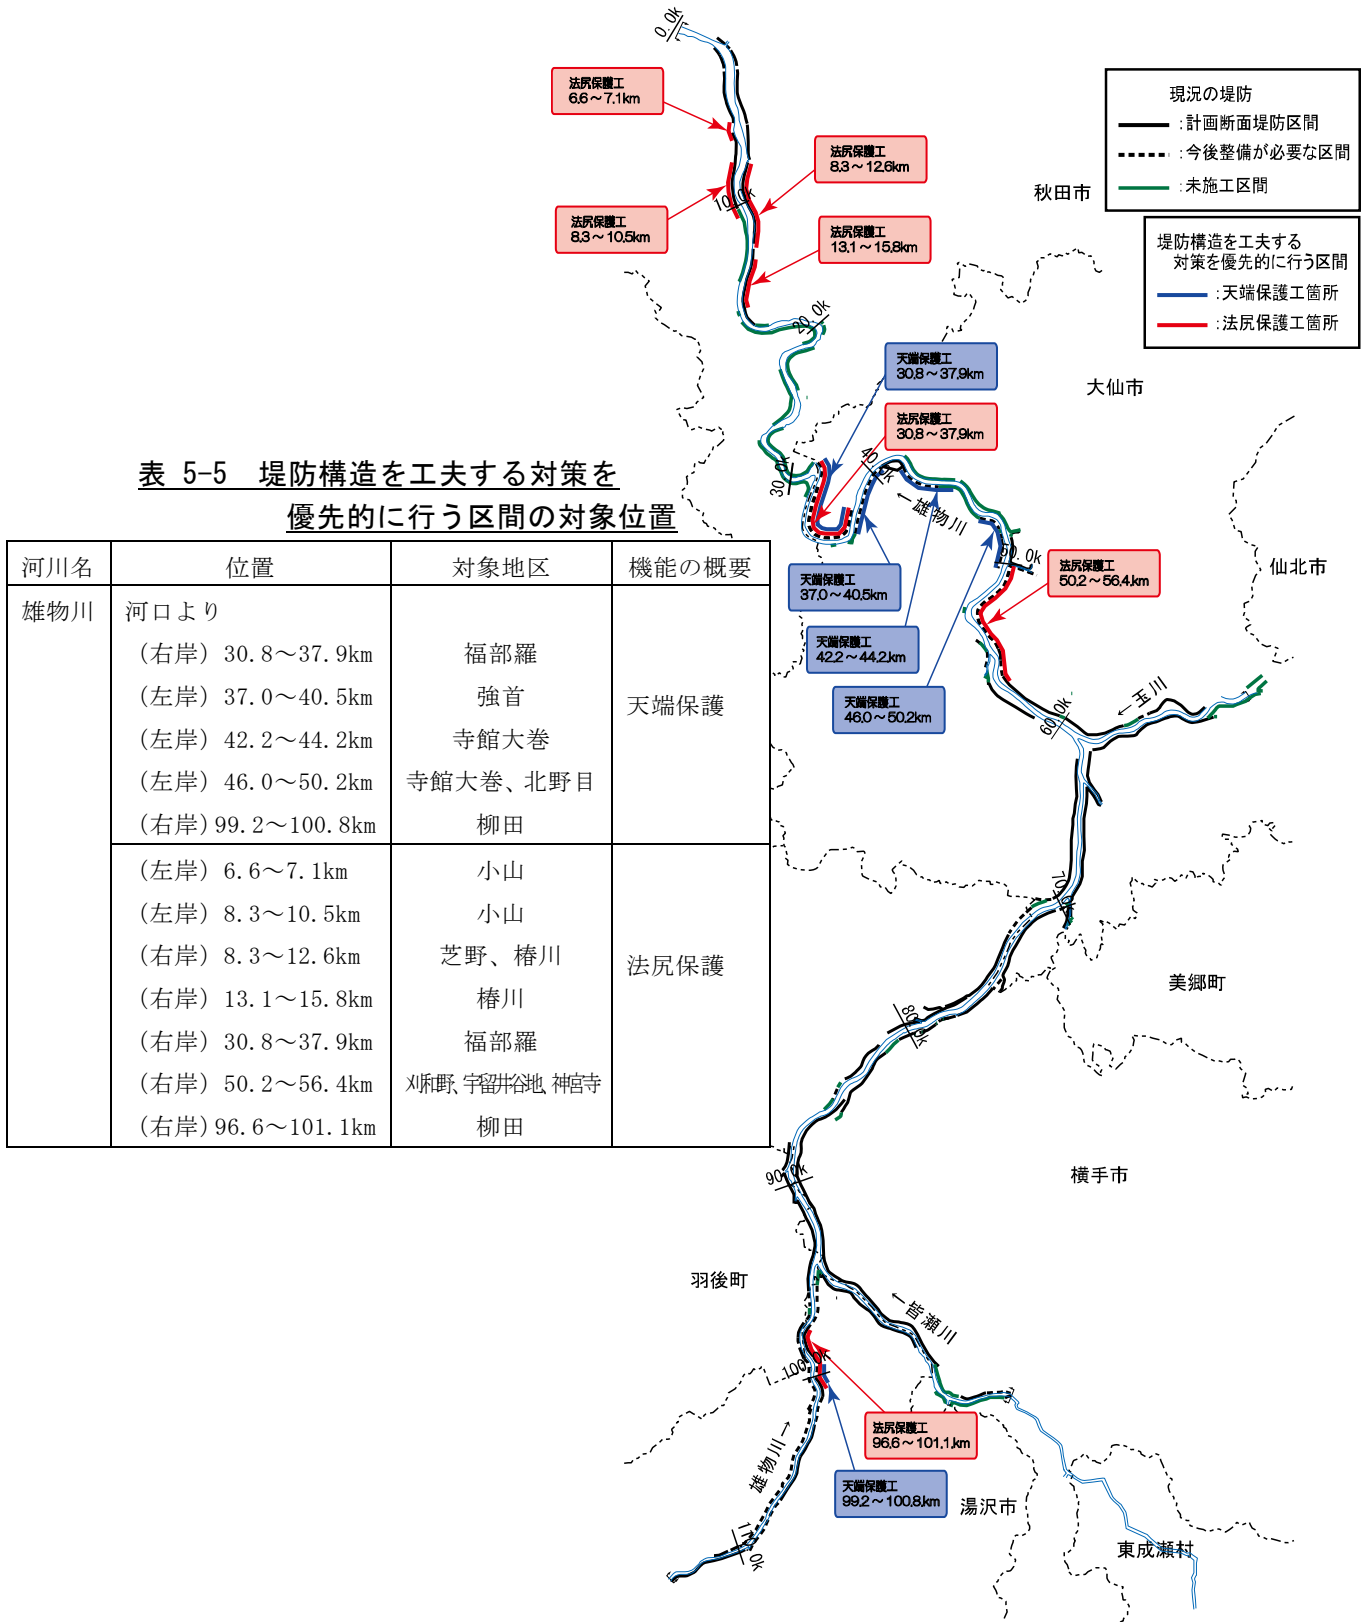 0.0k
法尻保護工
6.6～7.1km
法尻保護工
8.3～12.6km
10.0k
法尻保護工
8.3～10.5km
法尻保護工
13.1～15.8km
現況の堤防
:計画断面堤防区間
:今後整備が必要な区間
:未施工区間
秋田市
堤防構造を工夫する
対策を優先的に行う区間
:天端保護工箇所
:法尻保護工箇所
20.0k
天端保護工
30.8～37.9km
大仙市
法尻保護工
30.8～37.9km
30.0k
40.0k
←雄物川
50.0k
法尻保護工
50.2～56.4km
仙北市
天端保護工
37.0～40.5km
天端保護工
42.2～44.2km
天端保護工
46.0～50.2km
60.0k
←玉川
表 5-5 堤防構造を工夫する対策を
優先的に行う区間の対象位置
河川名 位置 対象地区 機能の概要
雄物川 河口より
(右岸) 30.8～37.9km 福部羅
(左岸) 37.0～40.5km 強首
天端保護
(左岸) 42.2～44.2km 寺館大巻
(左岸) 46.0～50.2km 寺館大巻、北野目
(右岸)99.2～100.8km 柳田
(左岸) 6.6～7.1km 小山
(左岸) 8.3～10.5km 小山
(右岸) 8.3～12.6km 芝野、椿川
法尻保護
(右岸) 13.1～15.8km 椿川
(右岸) 30.8～37.9km 福部羅
(右岸) 50.2～56.4km 刈和野、宇留井谷地、神宮寺
(右岸)96.6～101.1km 柳田
70.0k
美郷町
80.0k
90.0k
横手市
羽後町
←皆瀬川
100.0k
法尻保護工
96.6～101.1km
雄物川→
天端保護工
99.2～100.8km
湯沢市
110.0k
東成瀬村